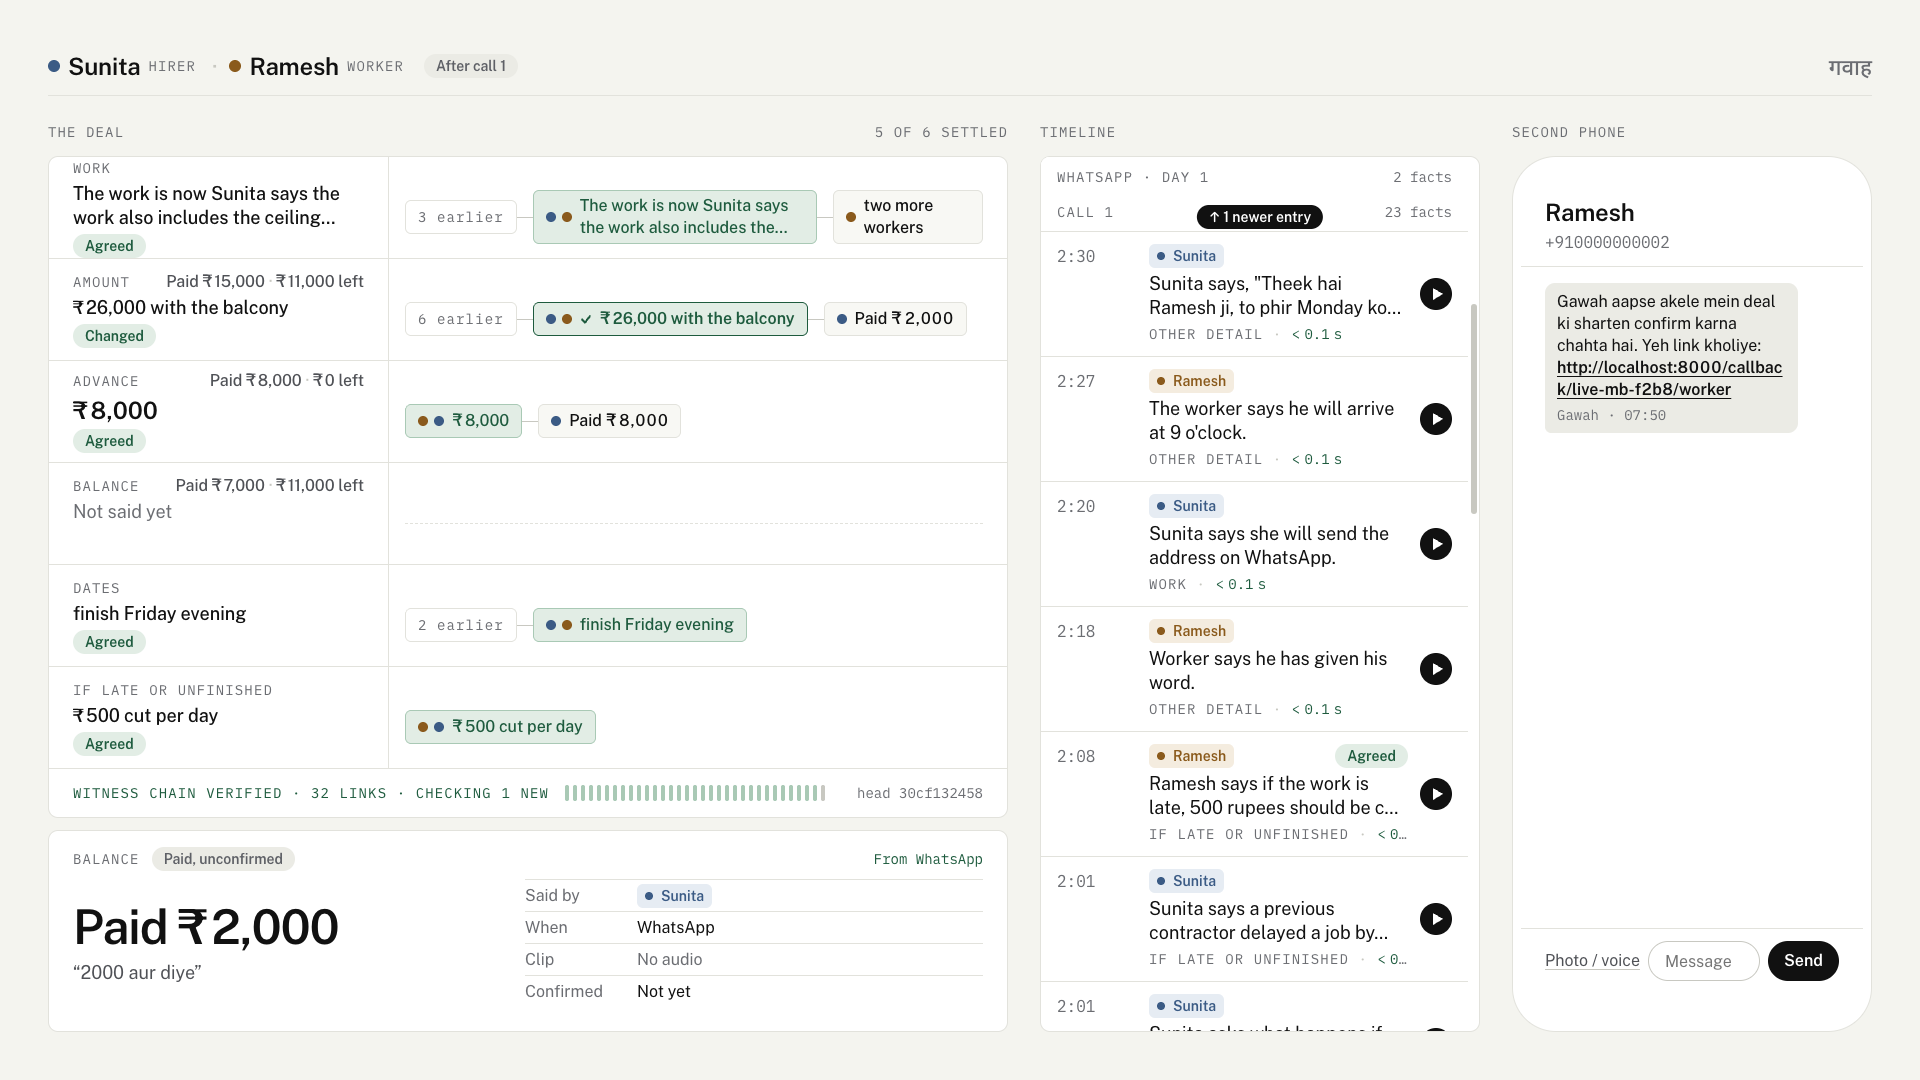 Sunita HIRER · Ramesh WORKER After call 1
गवाह
THE DEAL 5 OF 6 SETTLED
WORK
The work is now Sunita says the
work also includes the ceiling...
Agreed
3 earlier
The work is now Sunita says
the work also includes the...
two more
workers
AMOUNT Paid ₹15,000 · ₹11,000 left
₹26,000 with the balcony
Changed
6 earlier
✓ ₹26,000 with the balcony
Paid ₹2,000
ADVANCE Paid ₹8,000 · ₹0 left
₹8,000
Agreed
₹8,000
Paid ₹8,000
BALANCE Paid ₹7,000 · ₹11,000 left
Not said yet
DATES
finish Friday evening
Agreed
2 earlier
finish Friday evening
IF LATE OR UNFINISHED
₹500 cut per day
Agreed
₹500 cut per day
WITNESS CHAIN VERIFIED · 32 LINKS · CHECKING 1 NEW
head 30cf132458
BALANCE Paid, unconfirmed
From WhatsApp
Paid ₹2,000
“2000 aur diye”
Said by Sunita
When WhatsApp
Clip No audio
Confirmed Not yet
TIMELINE
WHATSAPP · DAY 1 2 facts
CALL 1 23 facts
↑ 1 newer entry
2:30 Sunita
Sunita says, "Theek hai
Ramesh ji, to phir Monday ko...
OTHER DETAIL · < 0.1 s
2:27 Ramesh
The worker says he will arrive
at 9 o'clock.
OTHER DETAIL · < 0.1 s
2:20 Sunita
Sunita says she will send the
address on WhatsApp.
WORK · < 0.1 s
2:18 Ramesh
Worker says he has given his
word.
OTHER DETAIL · < 0.1 s
2:08 Ramesh Agreed
Ramesh says if the work is
late, 500 rupees should be c...
IF LATE OR UNFINISHED · < 0...
2:01 Sunita
Sunita says a previous
contractor delayed a job by...
IF LATE OR UNFINISHED · < 0...
2:01 Sunita
SECOND PHONE
Ramesh
+910000000002
Gawah aapse akele mein deal
ki sharten confirm karna
chahta hai. Yeh link kholiye:
http://localhost:8000/callbac
k/live-mb-f2b8/worker
Gawah · 07:50
Photo / voice
Message
Send